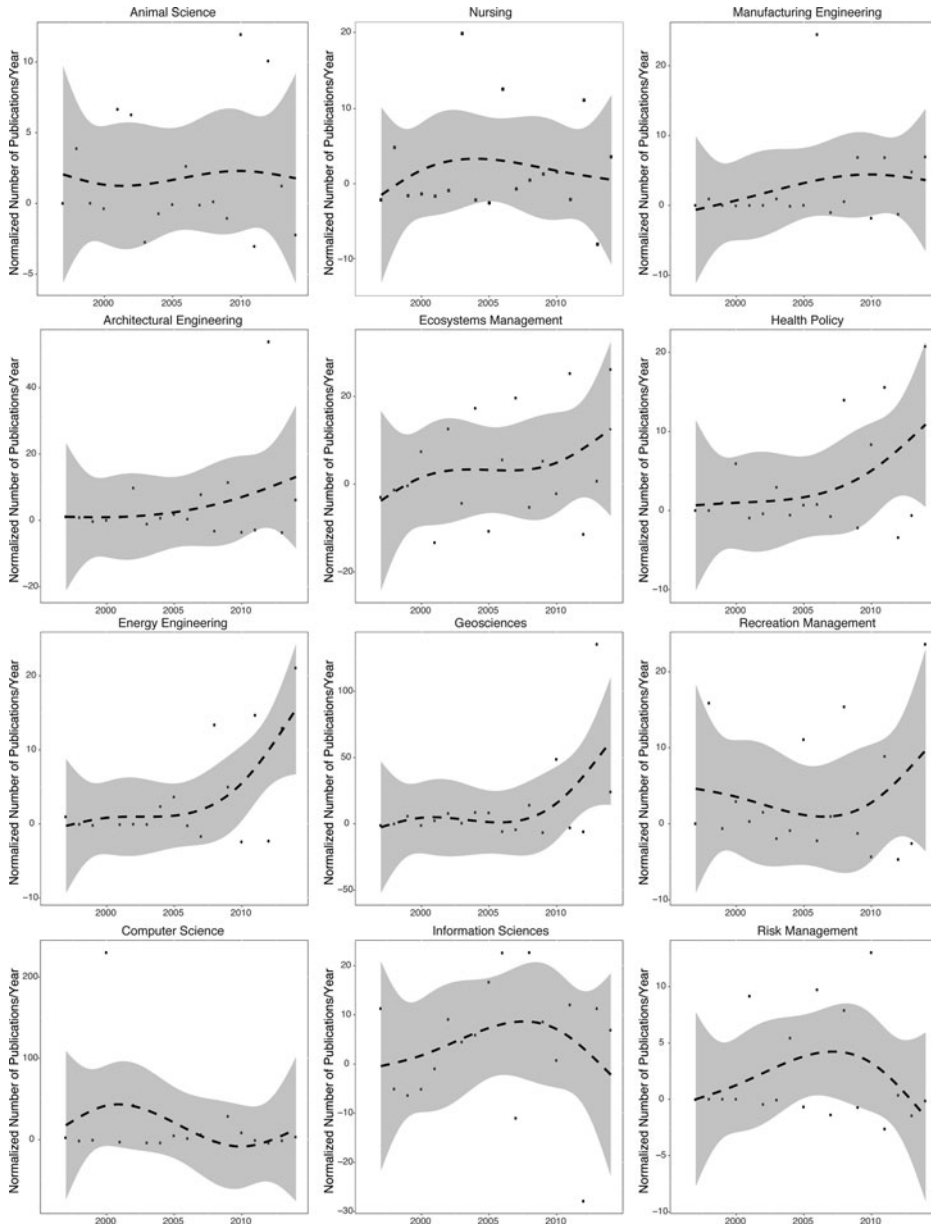 Animal Science
Normalized Number of Publications/Year
10
5
0
−5
2000 2005 2010
Nursing
Normalized Number of Publications/Year
20
10
0
−10
2000 2005 2010
Manufacturing Engineering
Normalized Number of Publications/Year
20
10
0
−10
2000 2005 2010
Architectural Engineering
Normalized Number of Publications/Year
40
20
0
−20
2000 2005 2010
Ecosystems Management
Normalized Number of Publications/Year
20
0
−20
2000 2005 2010
Health Policy
Normalized Number of Publications/Year
20
10
0
−10
2000 2005 2010
Energy Engineering
Normalized Number of Publications/Year
20
10
0
−10
2000 2005 2010
Geosciences
Normalized Number of Publications/Year
100
50
0
−50
2000 2005 2010
Recreation Management
Normalized Number of Publications/Year
20
10
0
−10
2000 2005 2010
Computer Science
Normalized Number of Publications/Year
200
100
0
2000 2005 2010
Information Sciences
Normalized Number of Publications/Year
20
10
0
−10
−20
−30
2000 2005 2010
Risk Management
Normalized Number of Publications/Year
10
5
0
−5
−10
2000 2005 2010